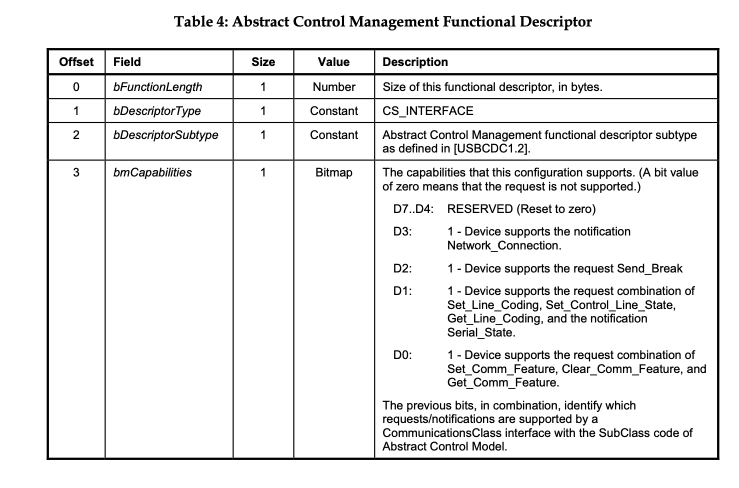 Table 4: Abstract Control Management Functional Descriptor
Offset Field Size Value Description
0 bFunctionLength 1 Number Size of this functional descriptor, in bytes.
1 bDescriptorType 1 Constant CS_INTERFACE
2 bDescriptorSubtype 1 Constant Abstract Control Management functional descriptor subtype
as defined in [USBCDC1.2].
3 bmCapabilities 1 Bitmap The capabilities that this configuration supports. (A bit value
of zero means that the request is not supported.)
D7..D4: RESERVED (Reset to zero)
D3: 1 - Device supports the notification
Network_Connection.
D2: 1 - Device supports the request Send_Break
D1: 1 - Device supports the request combination of
Set_Line_Coding, Set_Control_Line_State,
Get_Line_Coding, and the notification
Serial_State.
D0: 1 - Device supports the request combination of
Set_Comm_Feature, Clear_Comm_Feature, and
Get_Comm_Feature.
The previous bits, in combination, identify which
requests/notifications are supported by a
CommunicationsClass interface with the SubClass code of
Abstract Control Model.